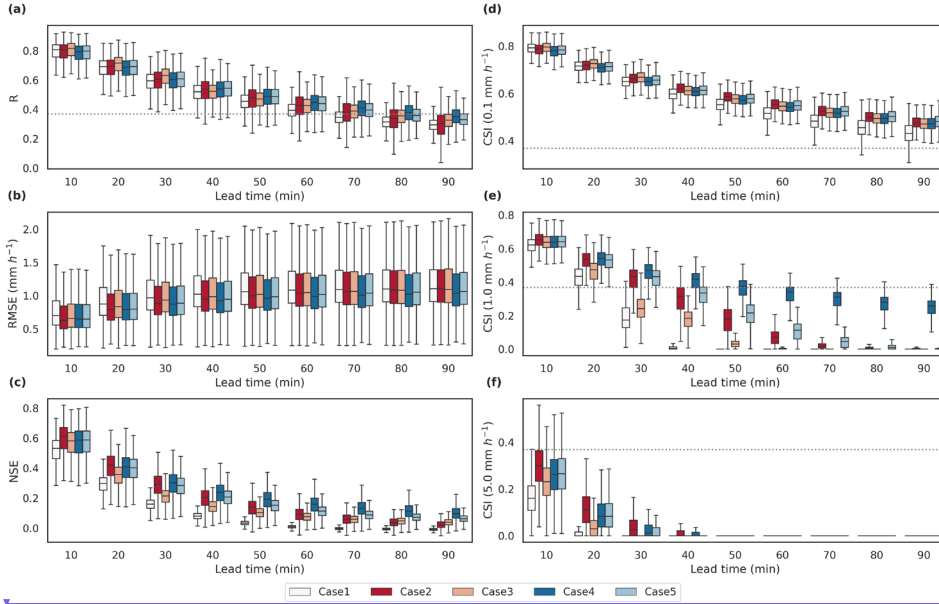 (a)
R
0.8
0.6
0.4
0.2
0.0
10 20 30 40 50 60 70 80 90
Lead time (min)
(b)
RMSE (mm h⁻¹)
2.0
1.5
1.0
0.5
10 20 30 40 50 60 70 80 90
Lead time (min)
(c)
NSE
0.8
0.6
0.4
0.2
0.0
10 20 30 40 50 60 70 80 90
Lead time (min)
(d)
CSI (0.1 mm h⁻¹)
0.8
0.6
0.4
10 20 30 40 50 60 70 80 90
Lead time (min)
(e)
CSI (1.0 mm h⁻¹)
0.8
0.6
0.4
0.2
0.0
10 20 30 40 50 60 70 80 90
Lead time (min)
(f)
CSI (5.0 mm h⁻¹)
0.4
0.2
0.0
10 20 30 40 50 60 70 80 90
Lead time (min)
Case1 Case2 Case3 Case4 Case5